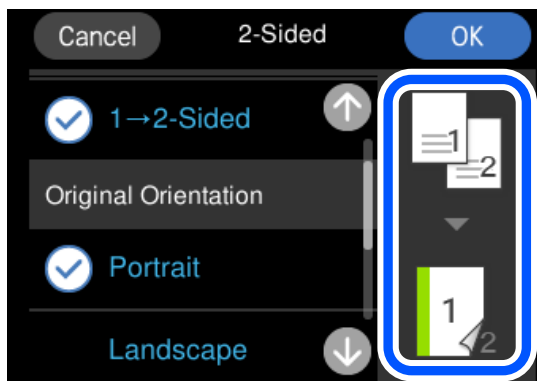 Cancel 2-Sided OK
1→2-Sided
Original Orientation
Portrait
Landscape
1
2
1
2